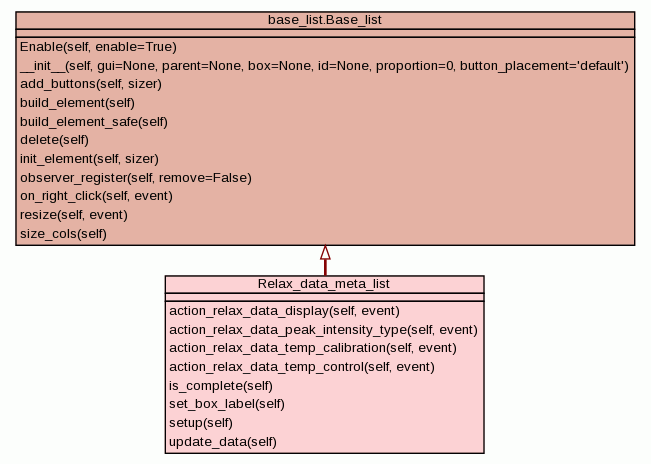 base_list.Base_list
Enable(self, enable=True)
__init__(self, gui=None, parent=None, box=None, id=None, proportion=0, button_placement='default')
add_buttons(self, sizer)
build_element(self)
build_element_safe(self)
delete(self)
init_element(self, sizer)
observer_register(self, remove=False)
on_right_click(self, event)
resize(self, event)
size_cols(self)
Relax_data_meta_list
action_relax_data_display(self, event)
action_relax_data_peak_intensity_type(self, event)
action_relax_data_temp_calibration(self, event)
action_relax_data_temp_control(self, event)
is_complete(self)
set_box_label(self)
setup(self)
update_data(self)